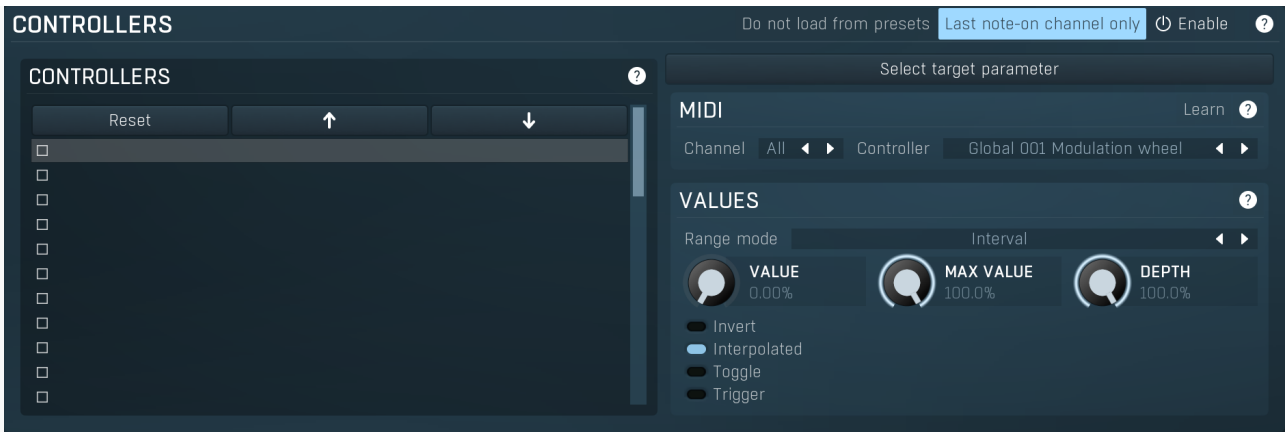 CONTROLLERS Do not load from presets Last note-on channel only Enable ?
CONTROLLERS ?
Reset
Select target parameter
MIDI Learn ?
Channel All Controller Global 001 Modulation wheel
VALUES ?
Range mode Interval
VALUE MAX VALUE DEPTH
0.00% 100.0% 100.0%
Invert
Interpolated
Toggle
Trigger